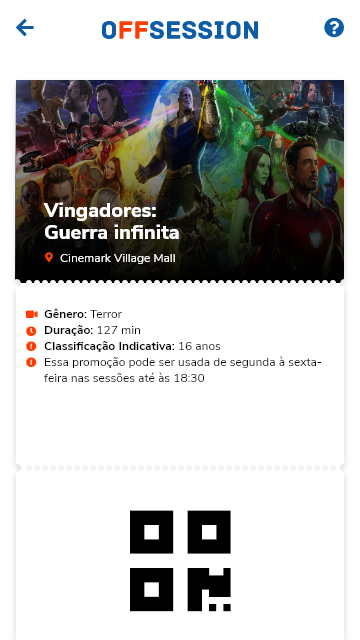 OFFSESSION
Vingadores:
Guerra infinita
Cinemark Village Mall
Gênero: Terror
Duração: 127 min
Classificação Indicativa: 16 anos
Essa promoção pode ser usada de segunda à sexta-
feira nas sessões até às 18:30